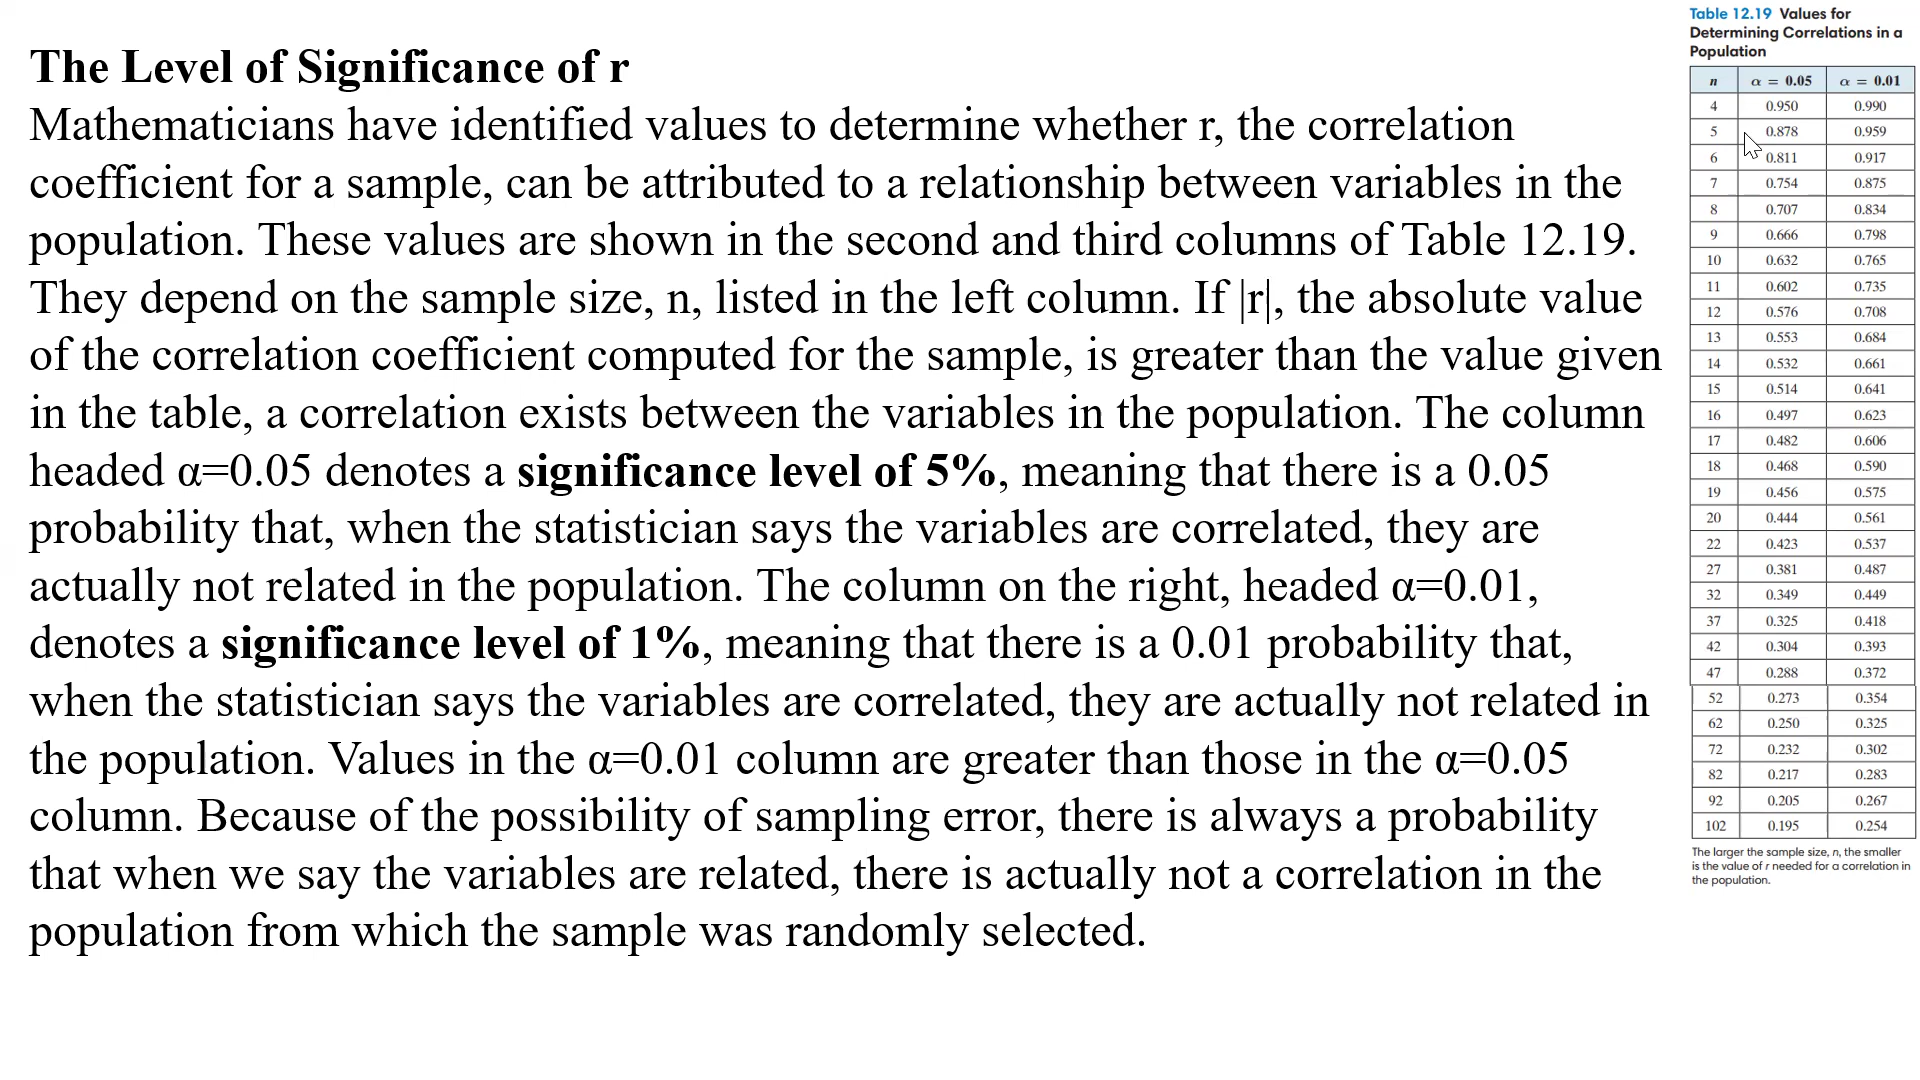 The Level of Significance of r
Mathematicians have identified values to determine whether r, the correlation
coefficient for a sample, can be attributed to a relationship between variables in the
population. These values are shown in the second and third columns of Table 12.19.
They depend on the sample size, n, listed in the left column. If |r|, the absolute value
of the correlation coefficient computed for the sample, is greater than the value given
in the table, a correlation exists between the variables in the population. The column
headed α=0.05 denotes a significance level of 5%, meaning that there is a 0.05
probability that, when the statistician says the variables are correlated, they are
actually not related in the population. The column on the right, headed α=0.01,
denotes a significance level of 1%, meaning that there is a 0.01 probability that,
when the statistician says the variables are correlated, they are actually not related in
the population. Values in the α=0.01 column are greater than those in the α=0.05
column. Because of the possibility of sampling error, there is always a probability
that when we say the variables are related, there is actually not a correlation in the
population from which the sample was randomly selected.
Table 12.19 Values for
Determining Correlations in a
Population
n α = 0.05 α = 0.01
4 0.950 0.990
5 0.878 0.959
6 0.811 0.917
7 0.754 0.875
8 0.707 0.834
9 0.666 0.798
10 0.632 0.765
11 0.602 0.735
12 0.576 0.708
13 0.553 0.684
14 0.532 0.661
15 0.514 0.641
16 0.497 0.623
17 0.482 0.606
18 0.468 0.590
19 0.456 0.575
20 0.444 0.561
22 0.423 0.537
27 0.381 0.487
32 0.349 0.449
37 0.325 0.418
42 0.304 0.393
47 0.288 0.372
52 0.273 0.354
62 0.250 0.325
72 0.232 0.302
82 0.217 0.283
92 0.205 0.267
102 0.195 0.254
The larger the sample size, n, the smaller
is the value of r needed for a correlation in
the population.